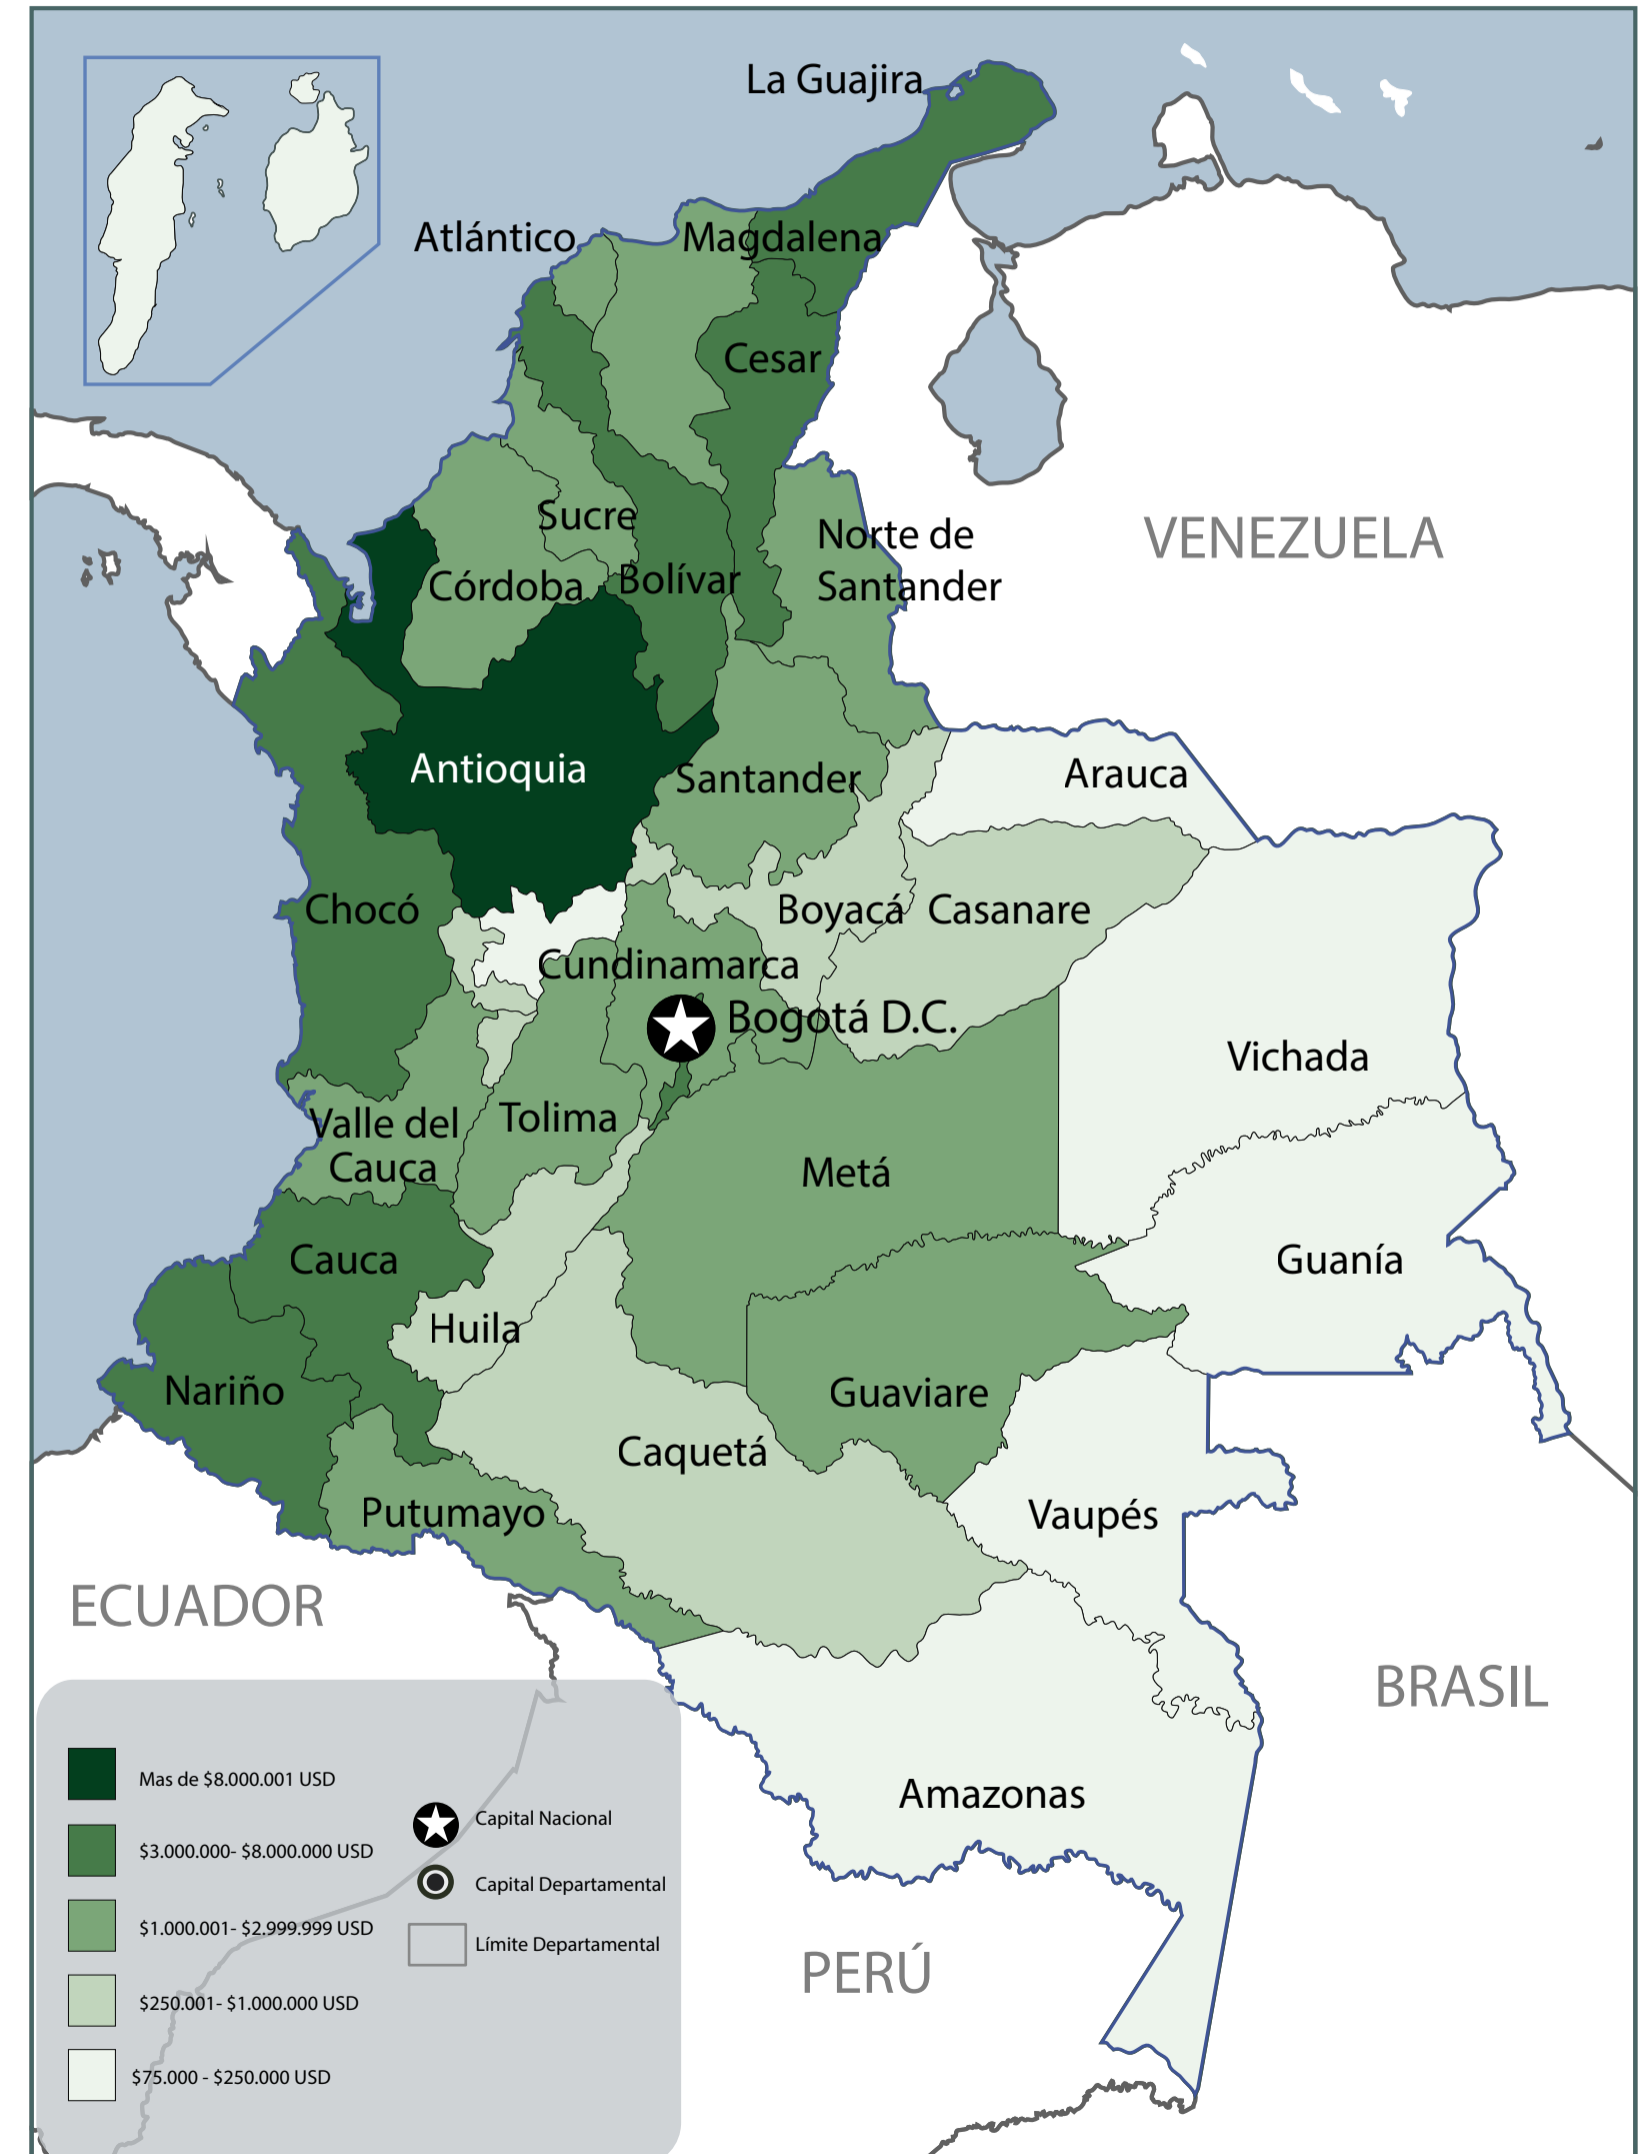 La Guajira
Atlántico
Magdalena
Cesar
Sucre
Norte de
Santander
VENEZUELA
Córdoba
Bolívar
Antioquia
Santander
Arauca
Chocó
Boyacá
Casanare
Cundinamarca
Bogotá D.C.
Vichada
Valle del
Cauca
Tolima
Metá
Cauca
Guanía
Huila
Nariño
Guaviare
Caquetá
Putumayo
Vaupés
ECUADOR
BRASIL
Amazonas
PERÚ
Mas de $8.000.001 USD
$3.000.000- $8.000.000 USD
$1.000.001- $2.999.999 USD
$250.001- $1.000.000 USD
$75.000 - $250.000 USD
Capital Nacional
Capital Departamental
Límite Departamental